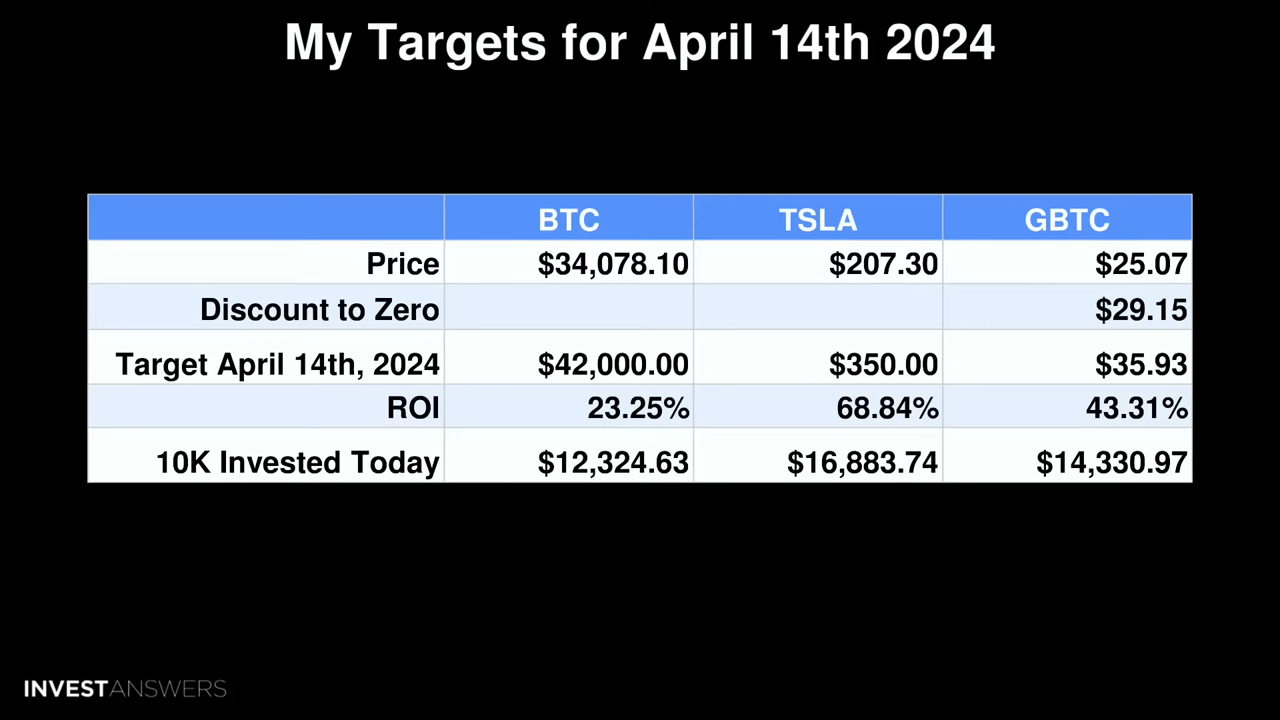 My Targets for April 14th 2024
BTC TSLA GBTC
Price $34,078.10 $207.30 $25.07
Discount to Zero $29.15
Target April 14th, 2024 $42,000.00 $350.00 $35.93
ROI 23.25% 68.84% 43.31%
10K Invested Today $12,324.63 $16,883.74 $14,330.97
INVESTANSWERS